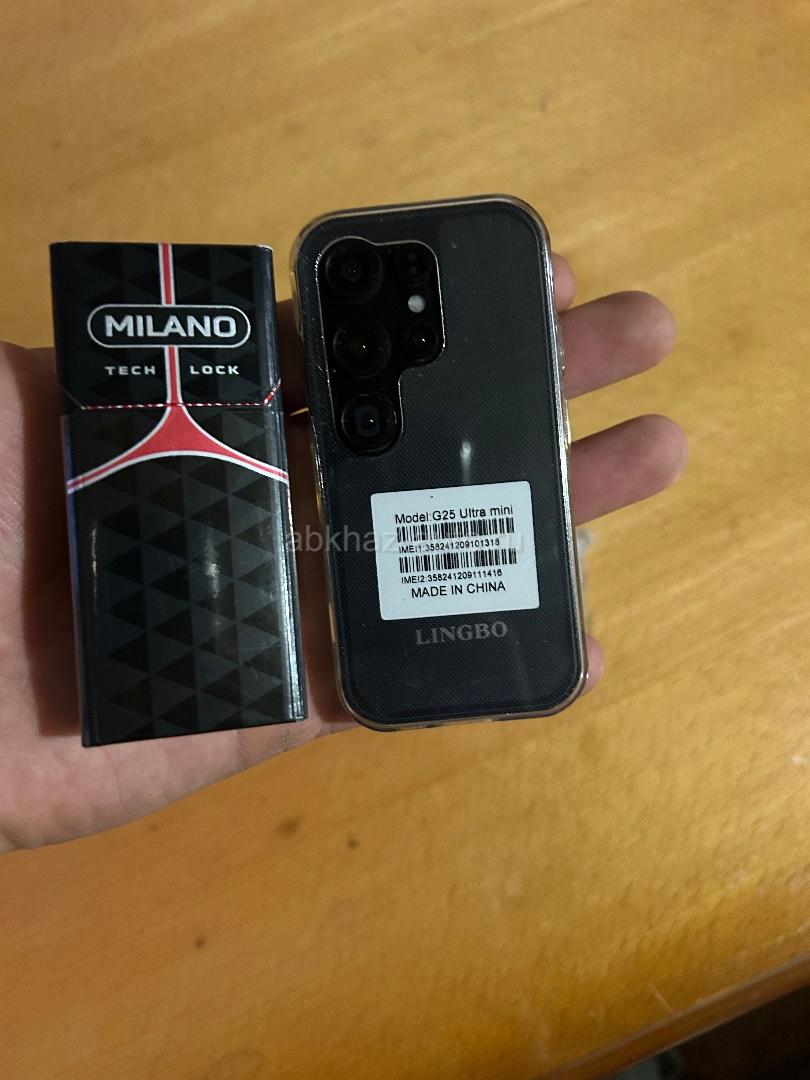 MILANO
TECH LOCK
Model:G25 Ultra mini
IMEI1:358241209101318
IMEI2:358241209111416
MADE IN CHINA
LINGBO